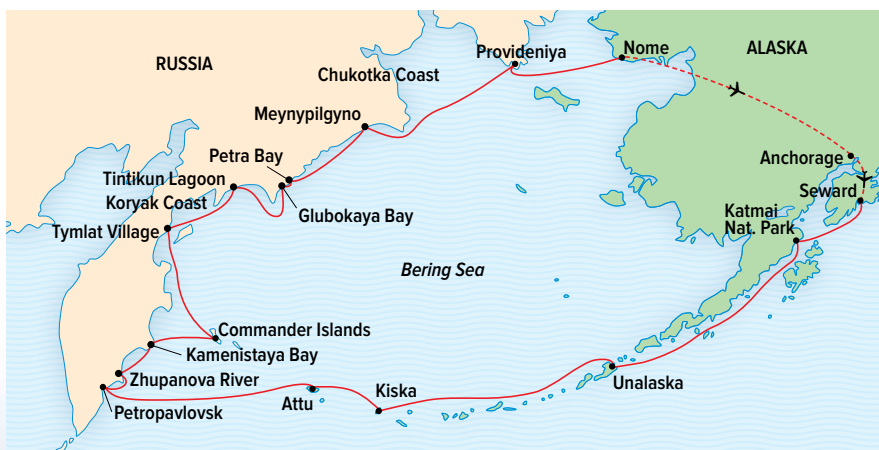 RUSSIA
ALASKA
Provideniya
Nome
Chukotka Coast
Meynypilgyno
Petra Bay
Anchorage
Tintikun Lagoon
Seward
Koryak Coast
Glubokaya Bay
Katmai
Nat. Park
Tymlat Village
Bering Sea
Commander Islands
Kamenistaya Bay
Zhupanova River
Unalaska
Kiska
Attu
Petropavlovsk